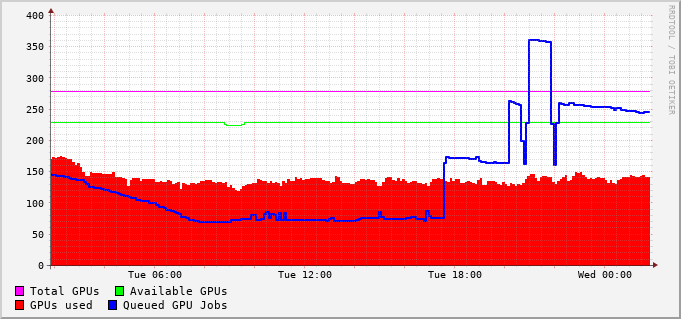 400
350
300
250
200
150
100
50
0
Tue 06:00 Tue 12:00 Tue 18:00 Wed 00:00
Total GPUs Available GPUs
GPUs used Queued GPU Jobs
RRDTOOL / TOBI OETIKER